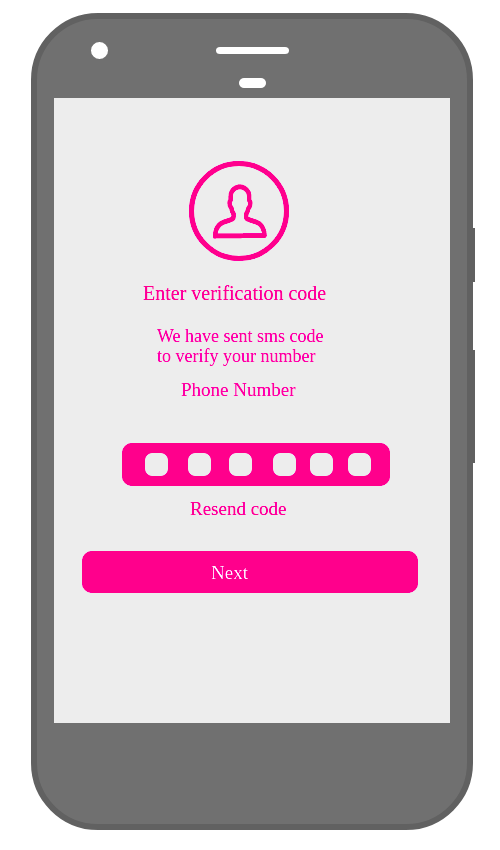 Enter verification code
We have sent sms code
to verify your number
Phone Number
Resend code
Next